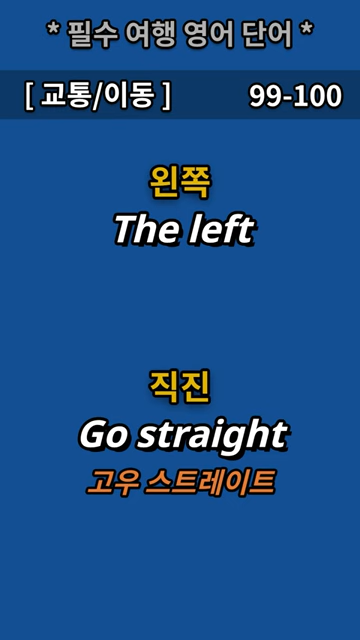 * 필수 여행 영어 단어 *
[ 교통/이동 ] 99-100
왼쪽
The left
직진
Go straight
고우 스트레이트